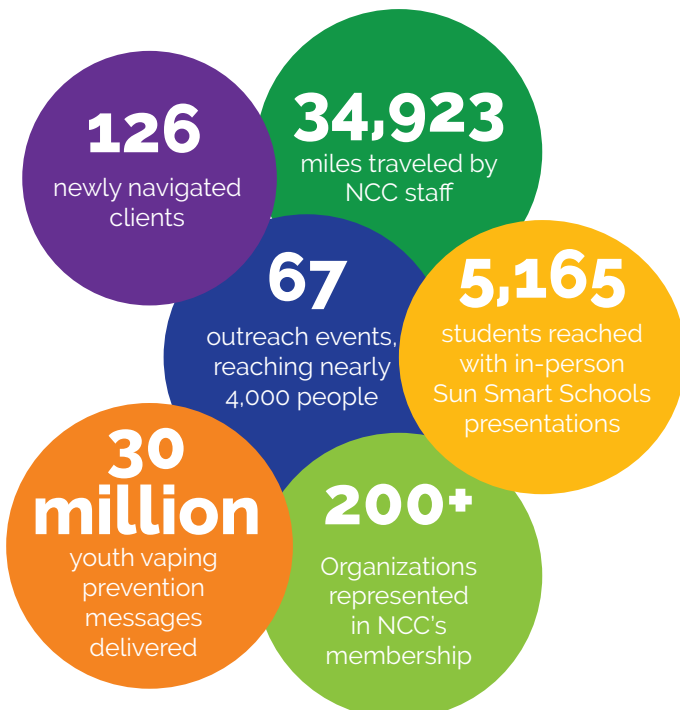 126
newly navigated
clients
34,923
miles traveled by
NCC staff
67
outreach events,
reaching nearly
4,000 people
5,165
students reached
with in-person
Sun Smart Schools
presentations
30
million
youth vaping
prevention
messages
delivered
200+
Organizations
represented
in NCC's
membership